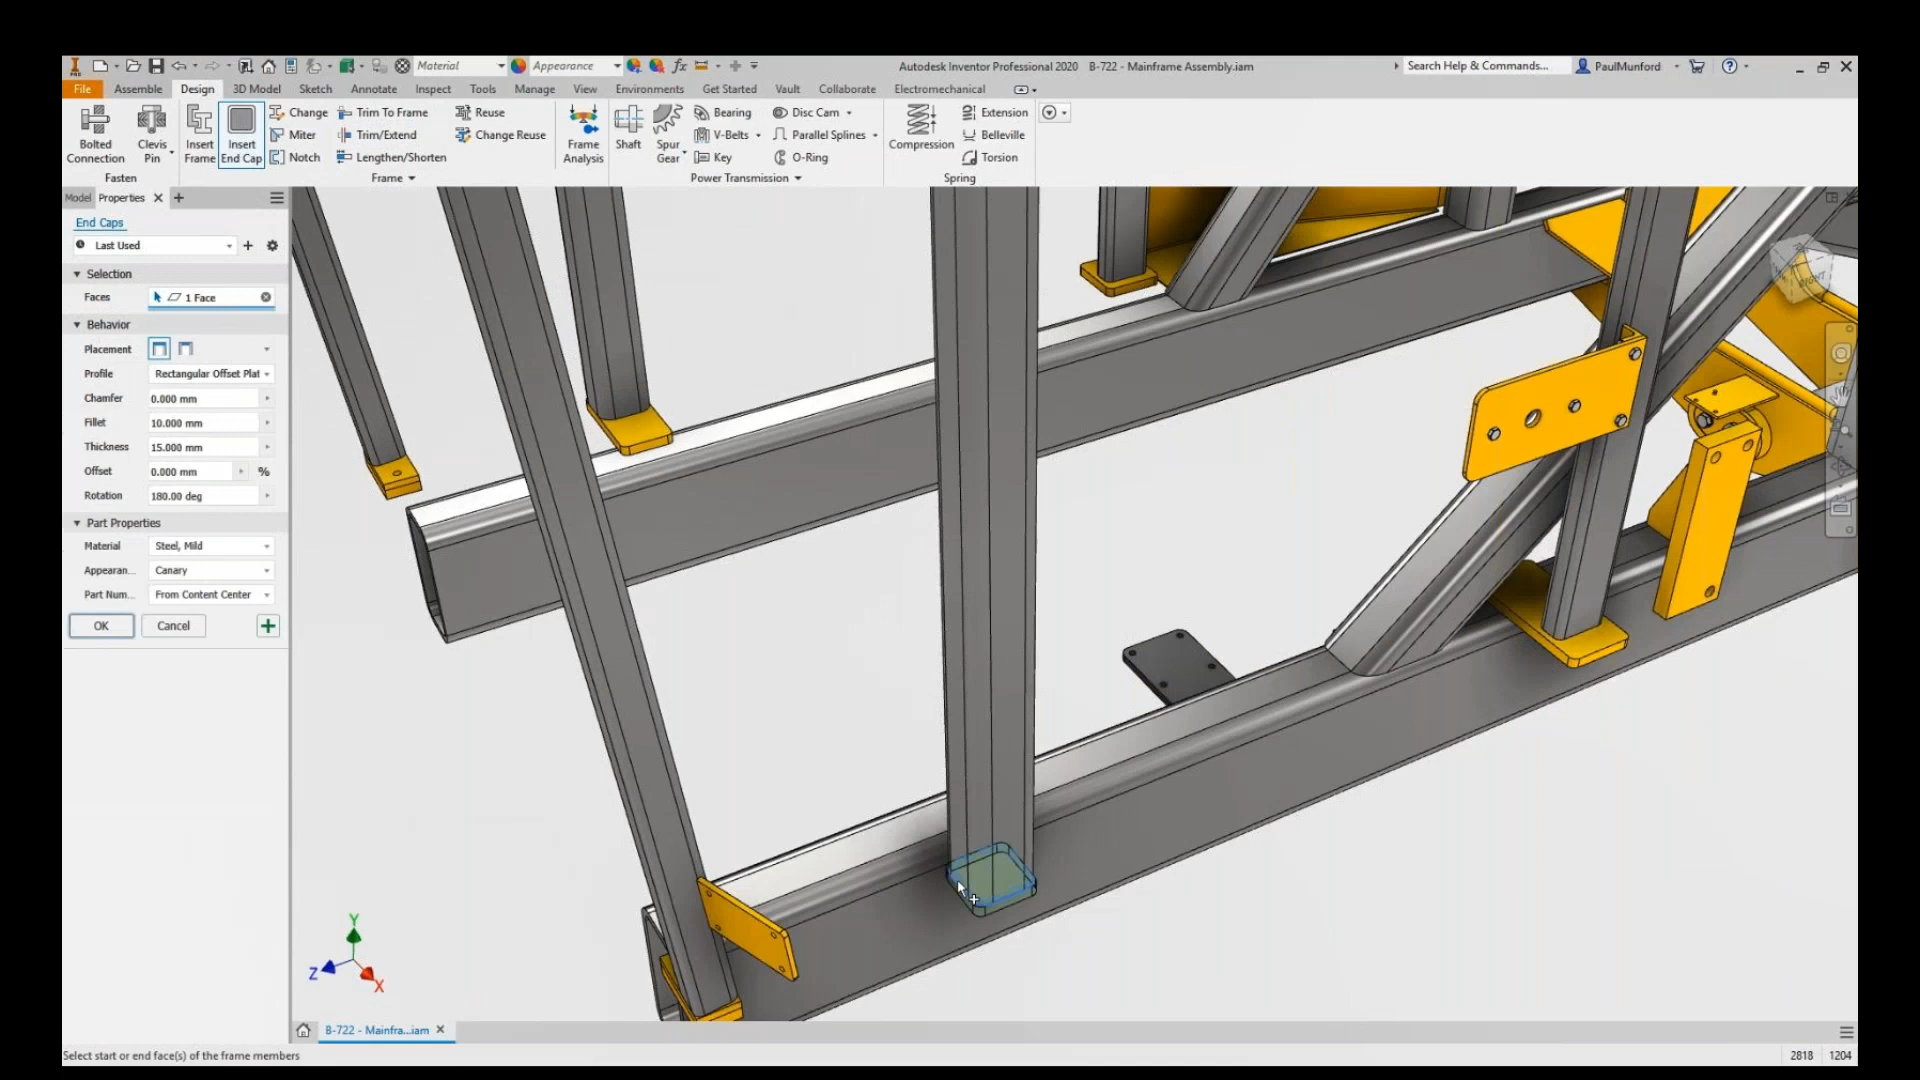 Material
Appearance
fx
Autodesk Inventor Professional 2020 B-722 - Mainframe Assembly.iam
Search Help & Commands...
PaulMunford
File Assemble Design 3D Model Sketch Annotate Inspect Tools Manage View Environments Get Started Vault Collaborate Electromechanical
Bolted Connection
Clevis Pin
Fasten
Insert Frame
Insert End Cap
Change
Miter
Notch
Trim To Frame
Trim/Extend
Lengthen/Shorten
Reuse
Change Reuse
Frame
Frame Analysis
Shaft
Spur Gear
Bearing
V-Belts
Key
Disc Cam
Parallel Splines
O-Ring
Power Transmission
Compression
Extension
Belleville
Torsion
Spring
Model Properties
End Caps
Last Used
Selection
Faces 1 Face
Behavior
Placement
Profile Rectangular Offset Plat
Chamfer 0.000 mm
Fillet 10.000 mm
Thickness 15.000 mm
Offset 0.000 mm %
Rotation 180.00 deg
Part Properties
Material Steel, Mild
Appearan... Canary
Part Num... From Content Center
OK Cancel
Y
Z
X
B-722 - Mainfra...iam
Select start or end face(s) of the frame members
2818 1204